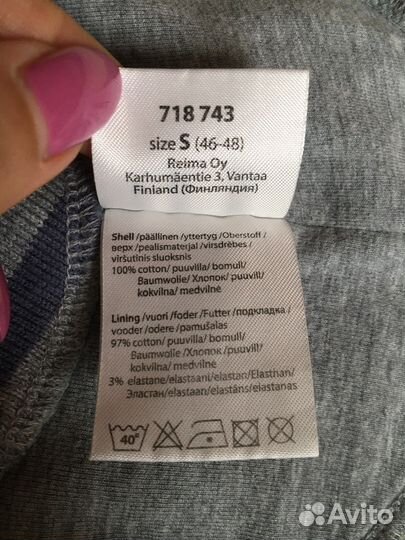 718 743
size S (46-48)
Reima Oy
Karhumäentie 3, Vantaa
Finland (Финляндия)
Shell/päällinen /yttertyg /Oberstoff/
верх /pealismaterjal /virsdrēbes/
viršutinis sluoksnis
100% cotton/ puuvilla/ bomull/
Baumwolle/ Хлопок/ puuvill/
kokvilna/ medvilnė
Lining/vuori /foder/Futter/подкладка/
vooder /odere /pamušalas
97% cotton/ puuvilla/ bomull/
Baumwolle/ Хлопок /puuvill/
kokvilna/ medvilnė
3% elastane/elastaani/elastan/Elasthan/
Эластан/elastaan/elastāns/elastanas
40°
Avito